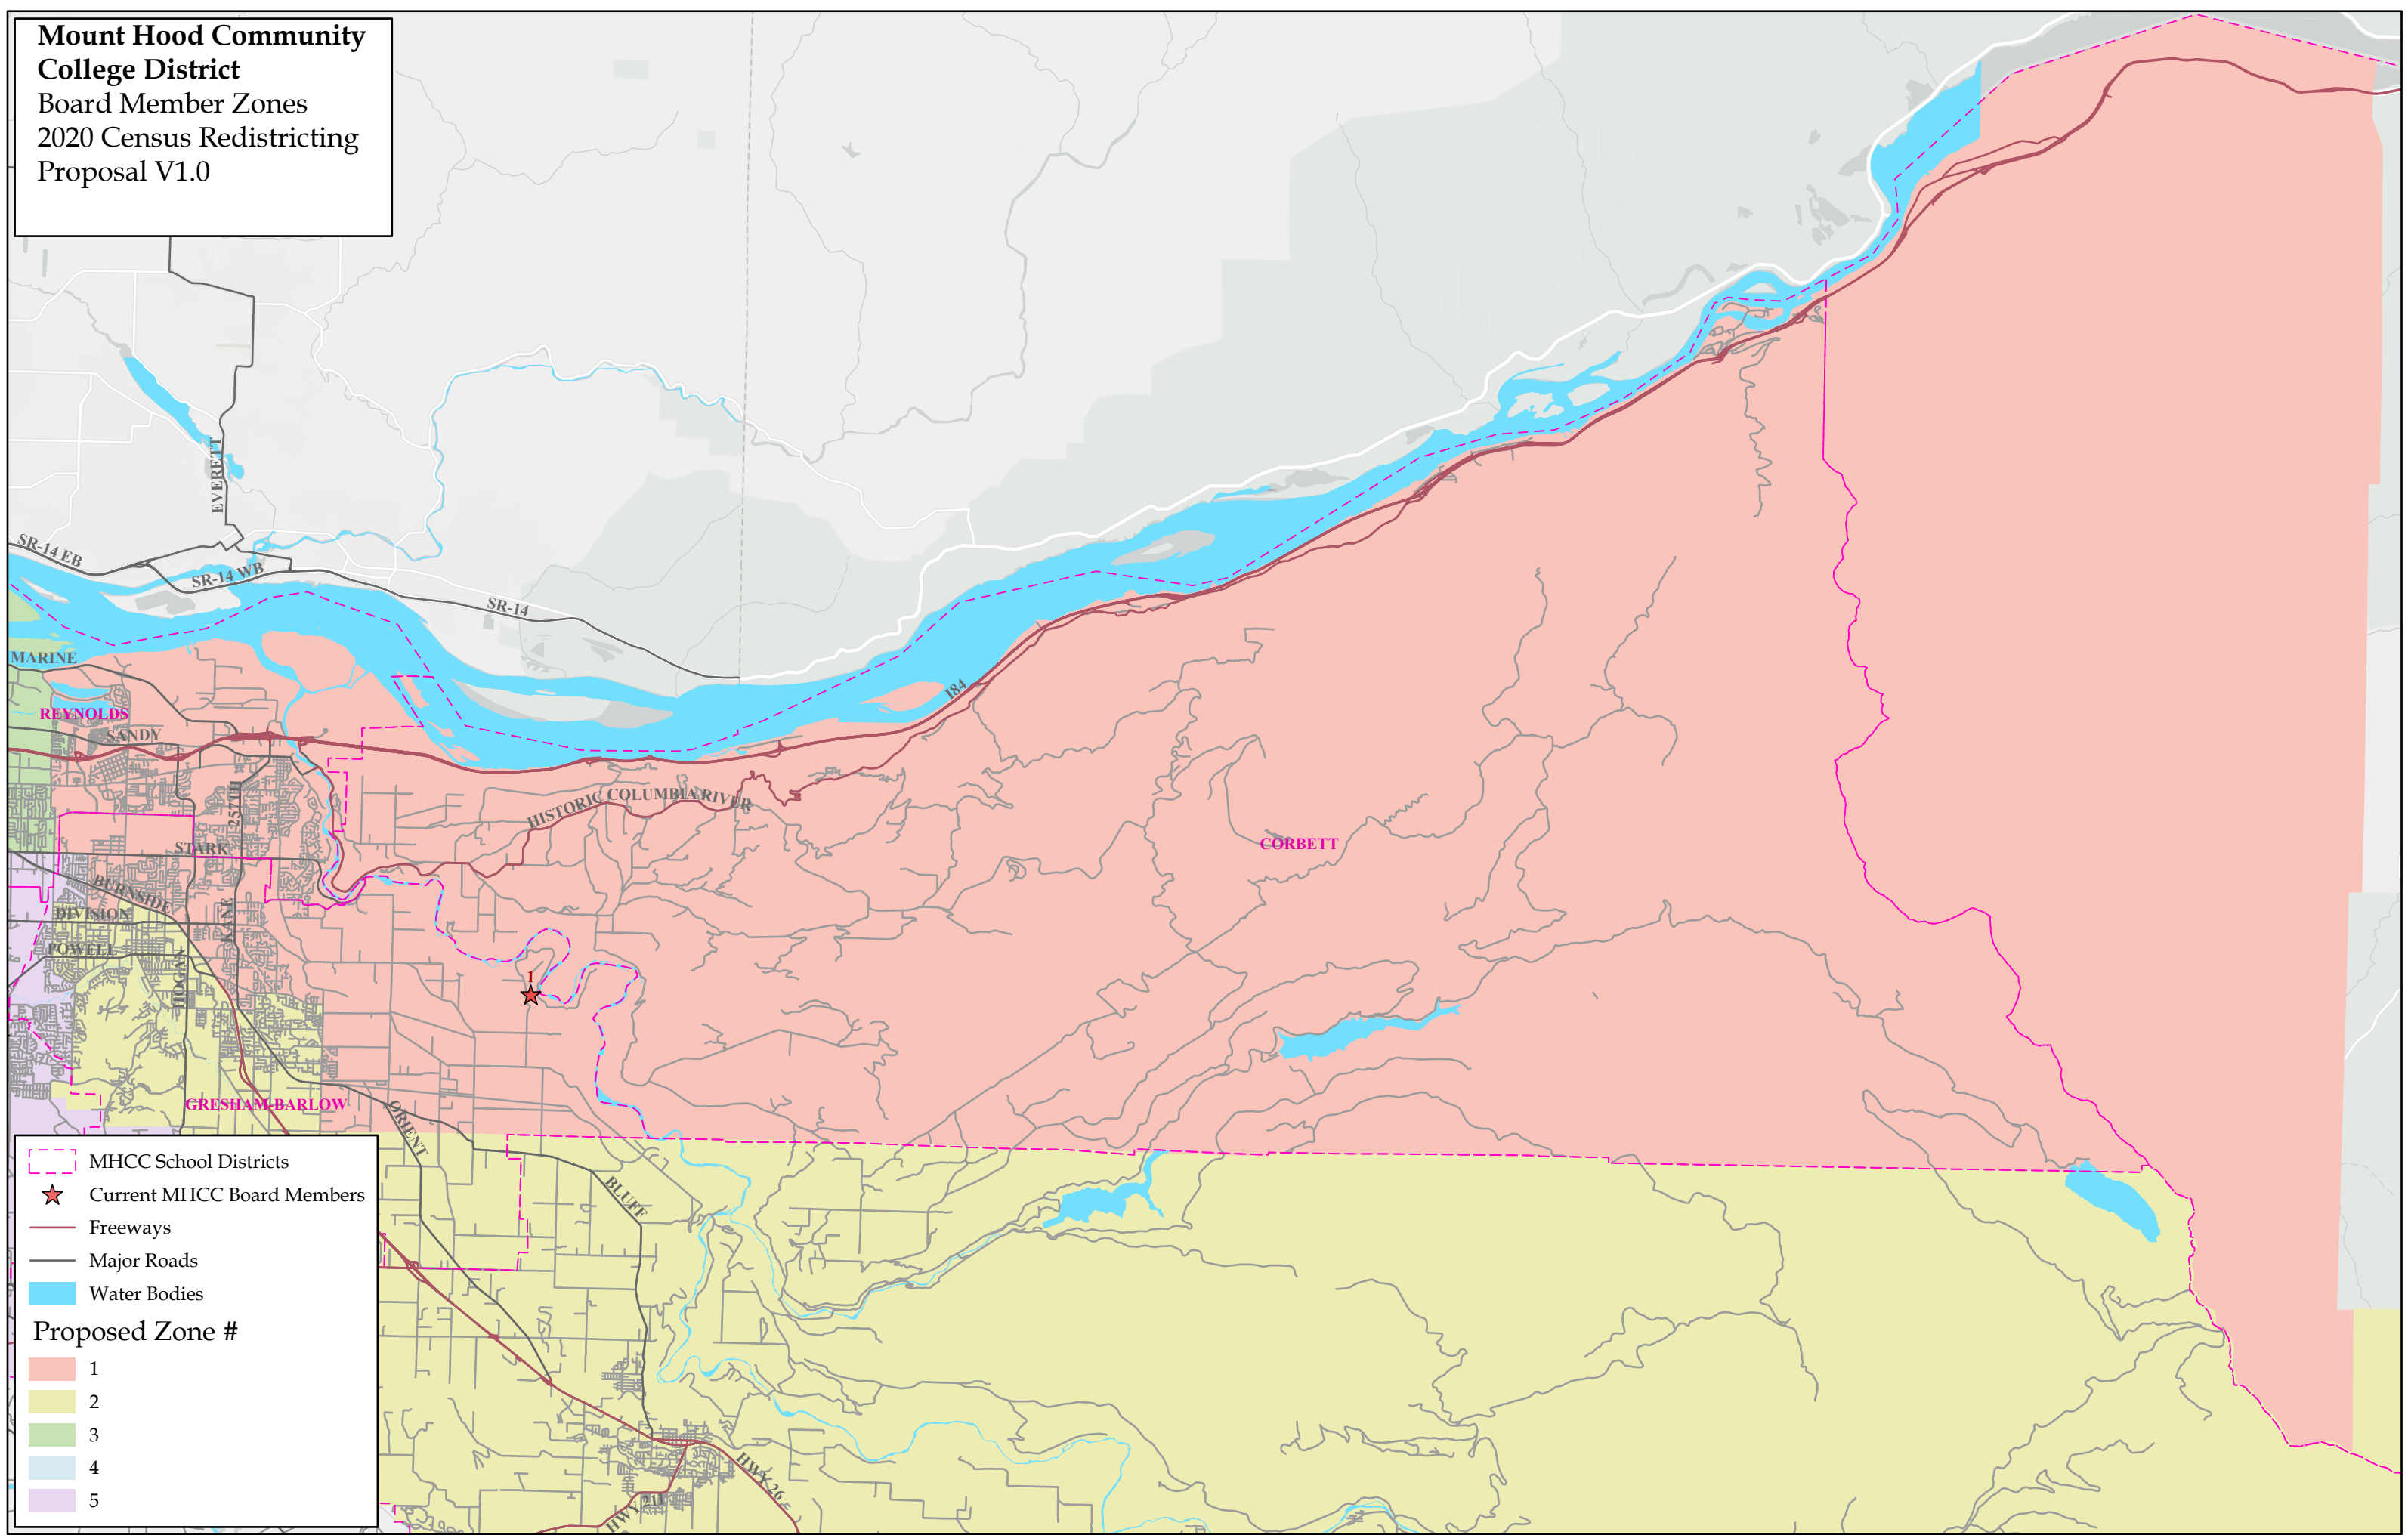 Mount Hood Community
College District
Board Member Zones
2020 Census Redistricting
Proposal V1.0
EVERETT
SR-14 EB
SR-14 WB
SR-14
MARINE
REYNOLDS
SANDY
I84
257TH
HISTORIC COLUMBIA RIVER
STARK
CORBETT
BURNSIDE
DIVISION
KANE
POWELL
HOGAN
1
GRESHAM-BARLOW
ORIENT
BLUFF
HWY 26
HWY 211
MHCC School Districts
Current MHCC Board Members
Freeways
Major Roads
Water Bodies
Proposed Zone #
1
2
3
4
5